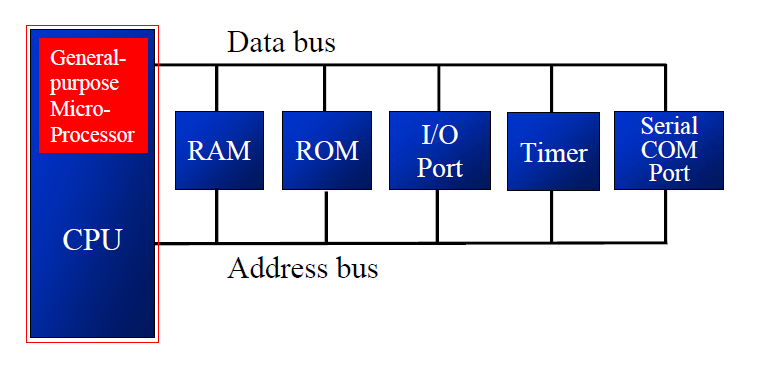 Data bus
General-
purpose
Micro-
Processor
RAM
ROM
I/O
Port
Timer
Serial
COM
Port
CPU
Address bus